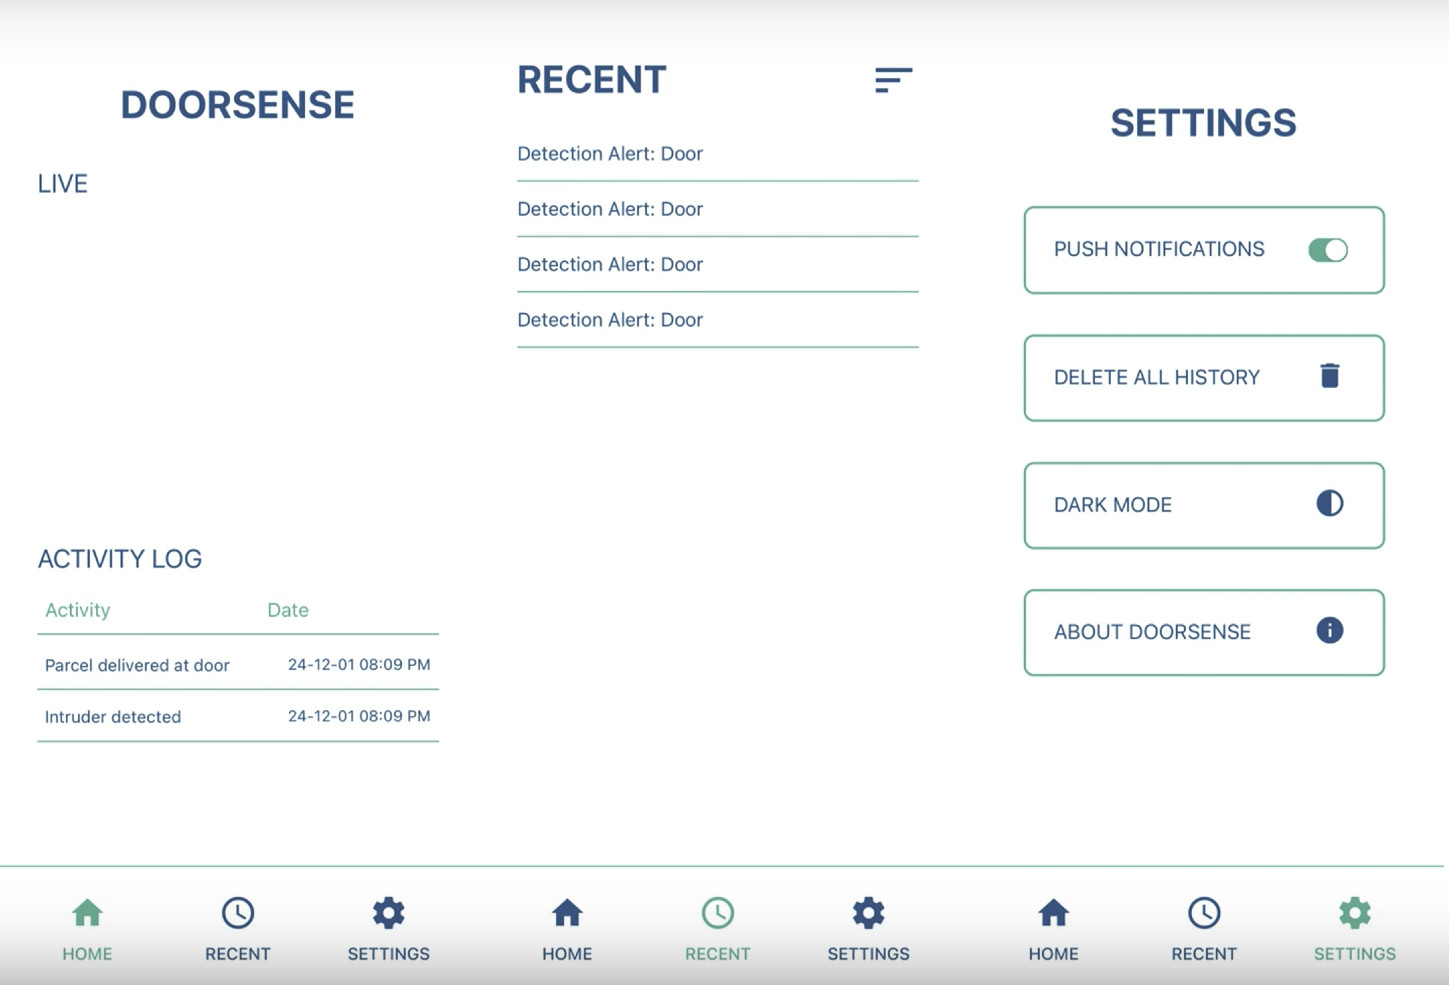 DOORSENSE
LIVE
ACTIVITY LOG
Activity Date
Parcel delivered at door 24-12-01 08:09 PM
Intruder detected 24-12-01 08:09 PM
HOME RECENT SETTINGS
RECENT
Detection Alert: Door
Detection Alert: Door
Detection Alert: Door
Detection Alert: Door
HOME RECENT SETTINGS
SETTINGS
PUSH NOTIFICATIONS
DELETE ALL HISTORY
DARK MODE
ABOUT DOORSENSE
HOME RECENT SETTINGS